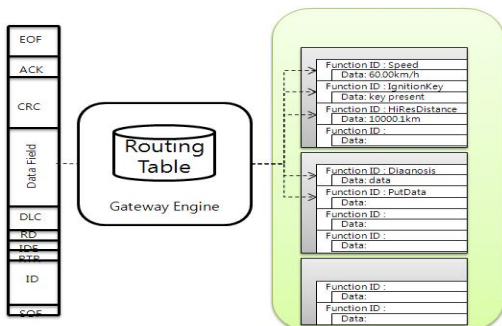 EOF
ACK
CRC
Data Field
DLC
RD
IDE
RTR
ID
SOF
Routing
Table
Gateway Engine
Function ID : Speed
Data: 60.00km/h
Function ID : IgnitionKey
Data: key present
Function ID : HiResDistance
Data: 10000.1km
Function ID :
Data:
Function ID : Diagnosis
Data: data
Function ID : PutData
Data:
Function ID :
Data:
Function ID :
Data:
Function ID :
Data:
Function ID :
Data: